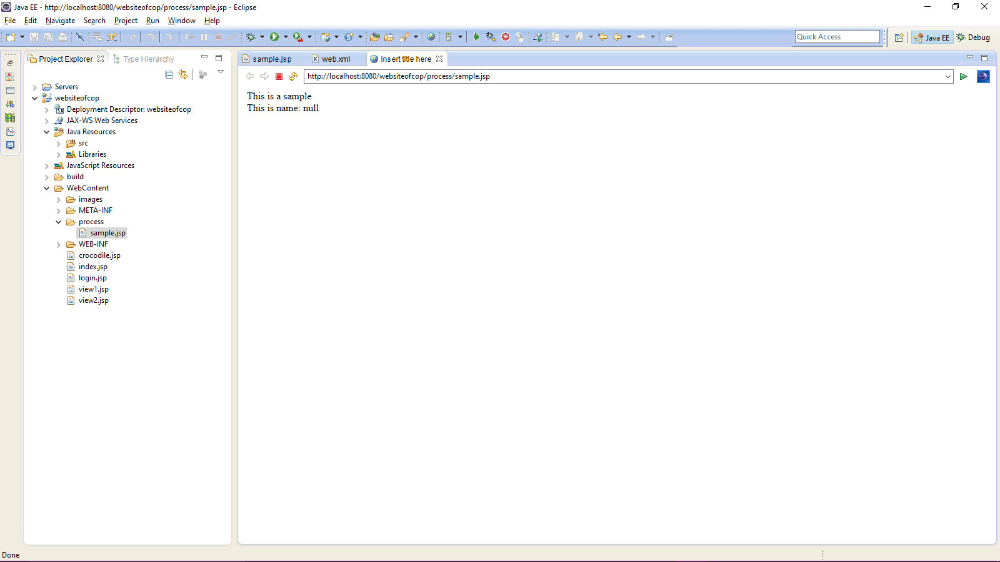 Java EE - http://localhost:8080/websiteofcop/process/sample.jsp - Eclipse
File Edit Navigate Search Project Run Window Help
Quick Access
Java EE
Debug
Project Explorer
Type Hierarchy
sample.jsp
web.xml
Insert title here
http://localhost:8080/websiteofcop/process/sample.jsp
This is a sample
This is name: null
Servers
websiteofcop
3.0 Deployment Descriptor: websiteofcop
JAX-WS Web Services
Java Resources
src
Libraries
JavaScript Resources
build
WebContent
images
META-INF
process
sample.jsp
WEB-INF
crocodile.jsp
index.jsp
login.jsp
view1.jsp
view2.jsp
Done